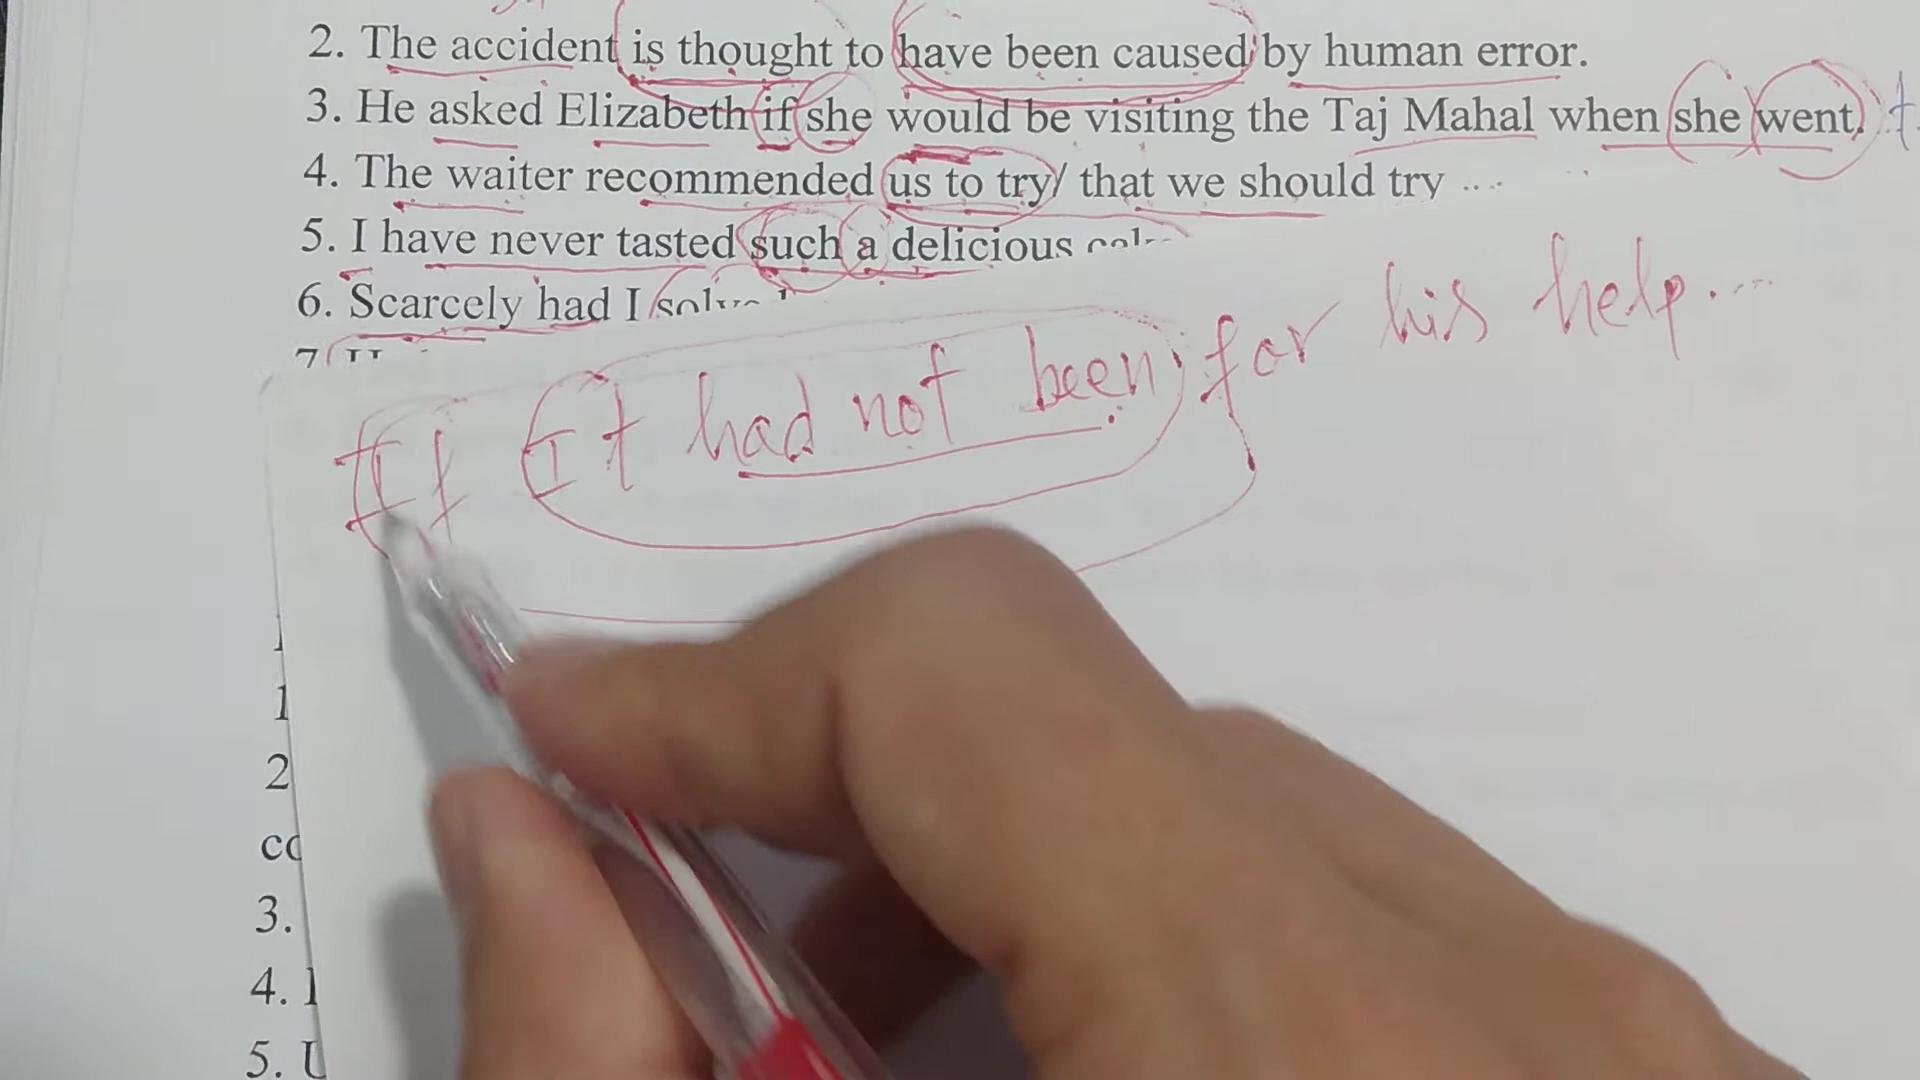 2. The accident is thought to have been caused by human error.
3. He asked Elizabeth if she would be visiting the Taj Mahal when she went.
4. The waiter recommended us to try/ that we should try ....
5. I have never tasted such a delicious
6. Scarcely had I
7
If It had not been for his help....
1
2
co
3.
4.
5. U